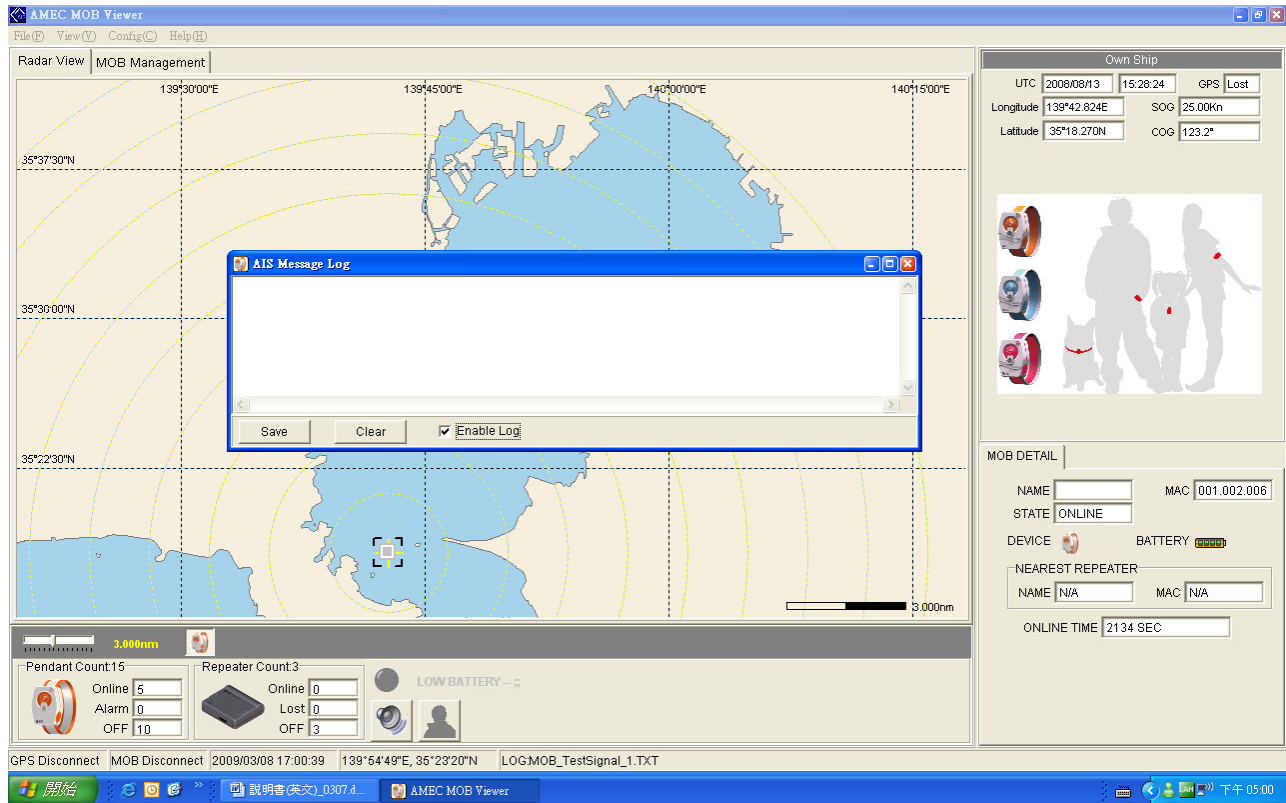 AMEC MOB Viewer
File(F) View(V) Config(C) Help(H)
Radar View
MOB Management
139°30'00"E
139°45'00"E
140°00'00"E
140°15'00"E
35°37'30"N
35°30'00"N
35°22'30"N
3.000nm
AIS Message Log
Save
Clear
Enable Log
Own Ship
UTC 2008/08/13 15:28:24 GPS Lost
Longitude 139°42.824E SOG 25.00Kn
Latitude 35°18.270N COG 123.2°
MOB DETAIL
NAME MAC 001.002.006
STATE ONLINE
DEVICE BATTERY
NEAREST REPEATER
NAME N/A MAC N/A
ONLINE TIME 2134 SEC
3.000nm
Pendant Count:15
Online 5
Alarm 0
OFF 10
Repeater Count:3
Online 0
Lost 0
OFF 3
LOW BATTERY -- ;;
GPS Disconnect MOB Disconnect 2009/03/08 17:00:39 139°54'49"E, 35°23'20"N LOG:MOB_TestSignal_1.TXT
開始
說明書(英文)_0307.d...
AMEC MOB Viewer
LAN
下午 05:00